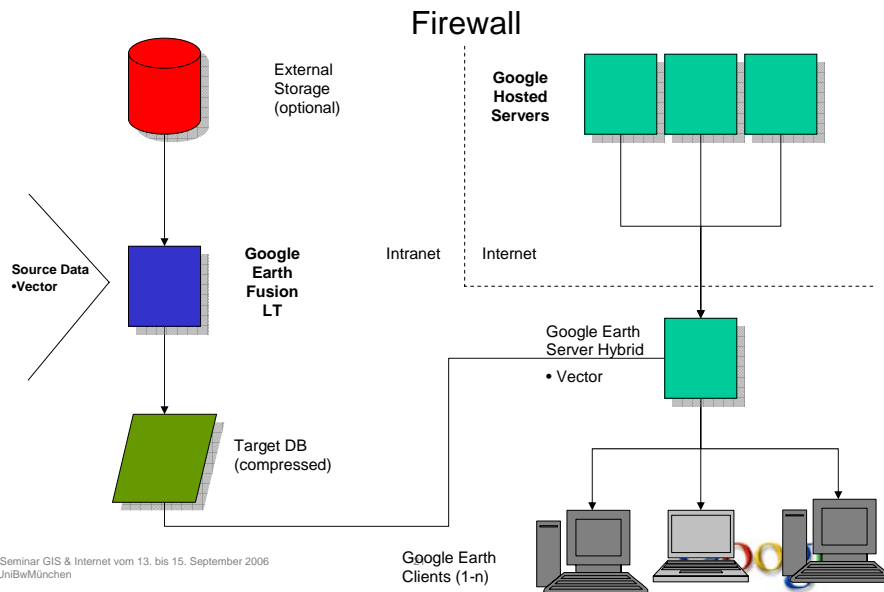 Firewall
External
Storage
(optional)
Google
Hosted
Servers
Source Data
•Vector
Google
Earth
Fusion
LT
Intranet
Internet
Google Earth
Server Hybrid
• Vector
Target DB
(compressed)
Seminar GIS & Internet vom 13. bis 15. September 2006
UniBwMünchen
Google Earth
Clients (1-n)